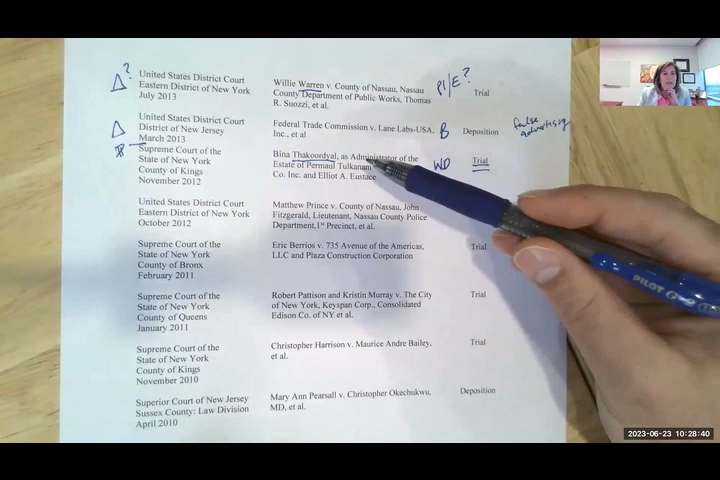 Δ? United States District Court
Eastern District of New York
July 2013
Willie Warren v. County of Nassau, Nassau
County Department of Public Works, Thomas
R. Suozzi, et al.
PI/E?
Trial
Δ United States District Court
District of New Jersey
March 2013
Federal Trade Commission v. Lane Labs-USA,
Inc., et al
B
Deposition
false
advertising
Supreme Court of the
State of New York
County of Kings
November 2012
Bina Thakoordyal, as Administrator of the
Estate of Permaul Tulkanam
Co. Inc. and Elliot A. Eustace
WD
Trial
United States District Court
Eastern District of New York
October 2012
Matthew Prince v. County of Nassau, John
Fitzgerald, Lieutenant, Nassau County Police
Department, 1st Precinct, et al.
Supreme Court of the
State of New York
County of Bronx
February 2011
Eric Berrios v. 735 Avenue of the Americas,
LLC and Plaza Construction Corporation
Trial
Supreme Court of the
State of New York
County of Queens
January 2011
Robert Pattison and Kristin Murray v. The City
of New York, Keyspan Corp., Consolidated
Edison Co. of NY et al.
Trial
Supreme Court of the
State of New York
County of Kings
November 2010
Christopher Harrison v. Maurice Andre Bailey,
et al.
Trial
Superior Court of New Jersey
Sussex County: Law Division
April 2010
Mary Ann Pearsall v. Christopher Okechukwu,
MD, et al.
Deposition
PILOT
2023-06-23 10:28:40